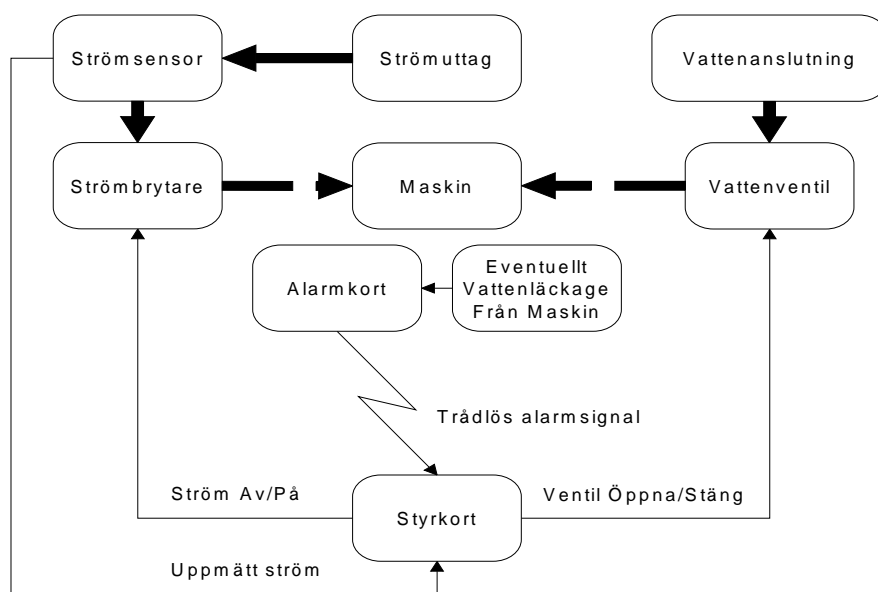 Strömsensor
Strömuttag
Vattenanslutning
Strömbrytare
Maskin
Vattenventil
Alarmkort
Eventuellt
Vattenläckage
Från Maskin
Trådlös alarmsignal
Ström Av/På
Ventil Öppna/Stäng
Styrkort
Uppmätt ström